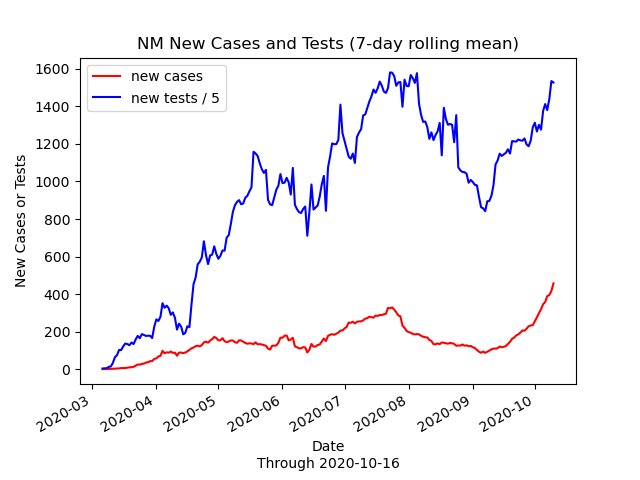 NM New Cases and Tests (7-day rolling mean)
new cases
new tests / 5
1600
1400
1200
1000
800
600
400
200
0
New Cases or Tests
2020-03
2020-04
2020-05
2020-06
2020-07
2020-08
2020-09
2020-10
Date
Through 2020-10-16